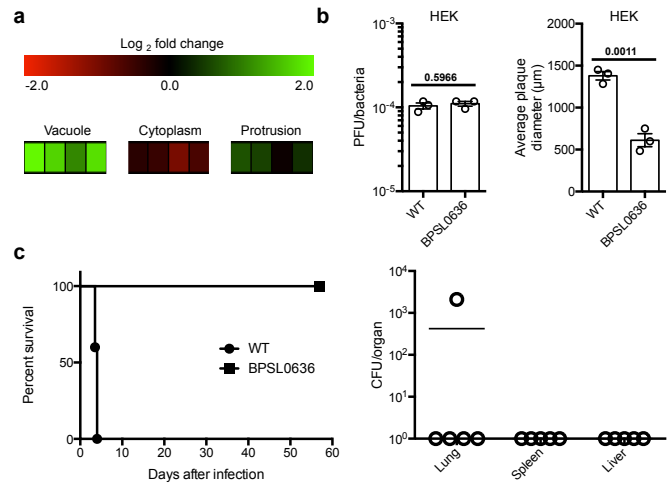 a
Log 2 fold change
-2.0 0.0 2.0
Vacuole Cytoplasm Protrusion
b
HEK
PFU/bacteria
10-3
10-4
10-5
0.5966
WT
BPSL0636
HEK
Average plaque
diameter (μm)
2000
1500
1000
500
0
0.0011
WT
BPSL0636
c
Percent survival
100
50
0
0 10 20 30 40 50 60
Days after infection
WT
BPSL0636
CFU/organ
104
103
102
101
100
Lung
Spleen
Liver